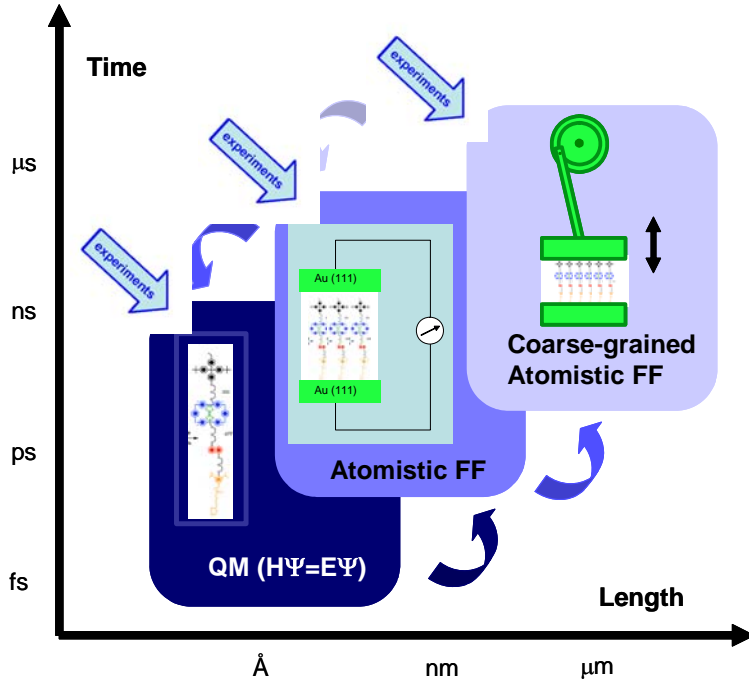 Time
experiments
μs
experiments
experiments
Au (111)
ns
Coarse-grained
Atomistic FF
Au (111)
ps
Atomistic FF
QM (HΨ=EΨ)
fs
Length
Å
nm
μm